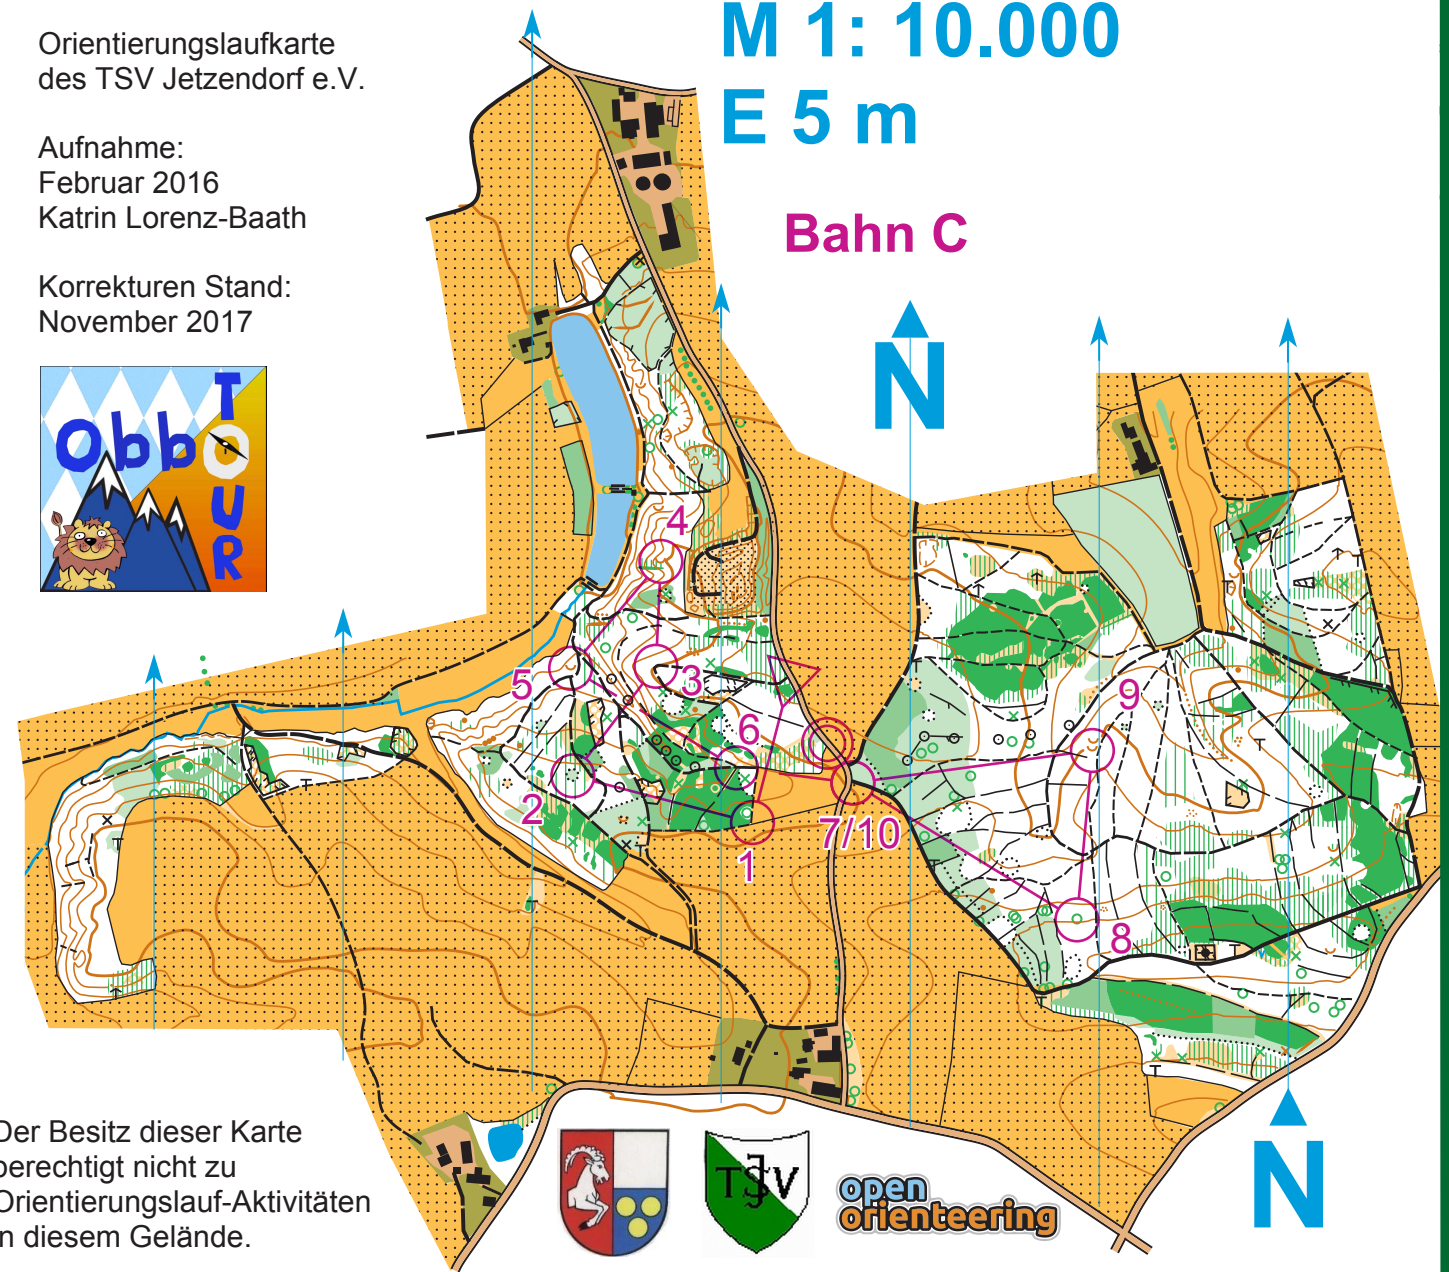 Orientierungslaufkarte
des TSV Jetzendorf e.V.
Aufnahme:
Februar 2016
Katrin Lorenz-Baath
Korrekturen Stand:
November 2017
M 1: 10.000
E 5 m
Bahn C
Obb
TOUR
N
4
5
3
6
9
2
1
7/10
8
N
Der Besitz dieser Karte
berechtigt nicht zu
Orientierungslauf-Aktivitäten
in diesem Gelände.
TSJV
open
orienteering